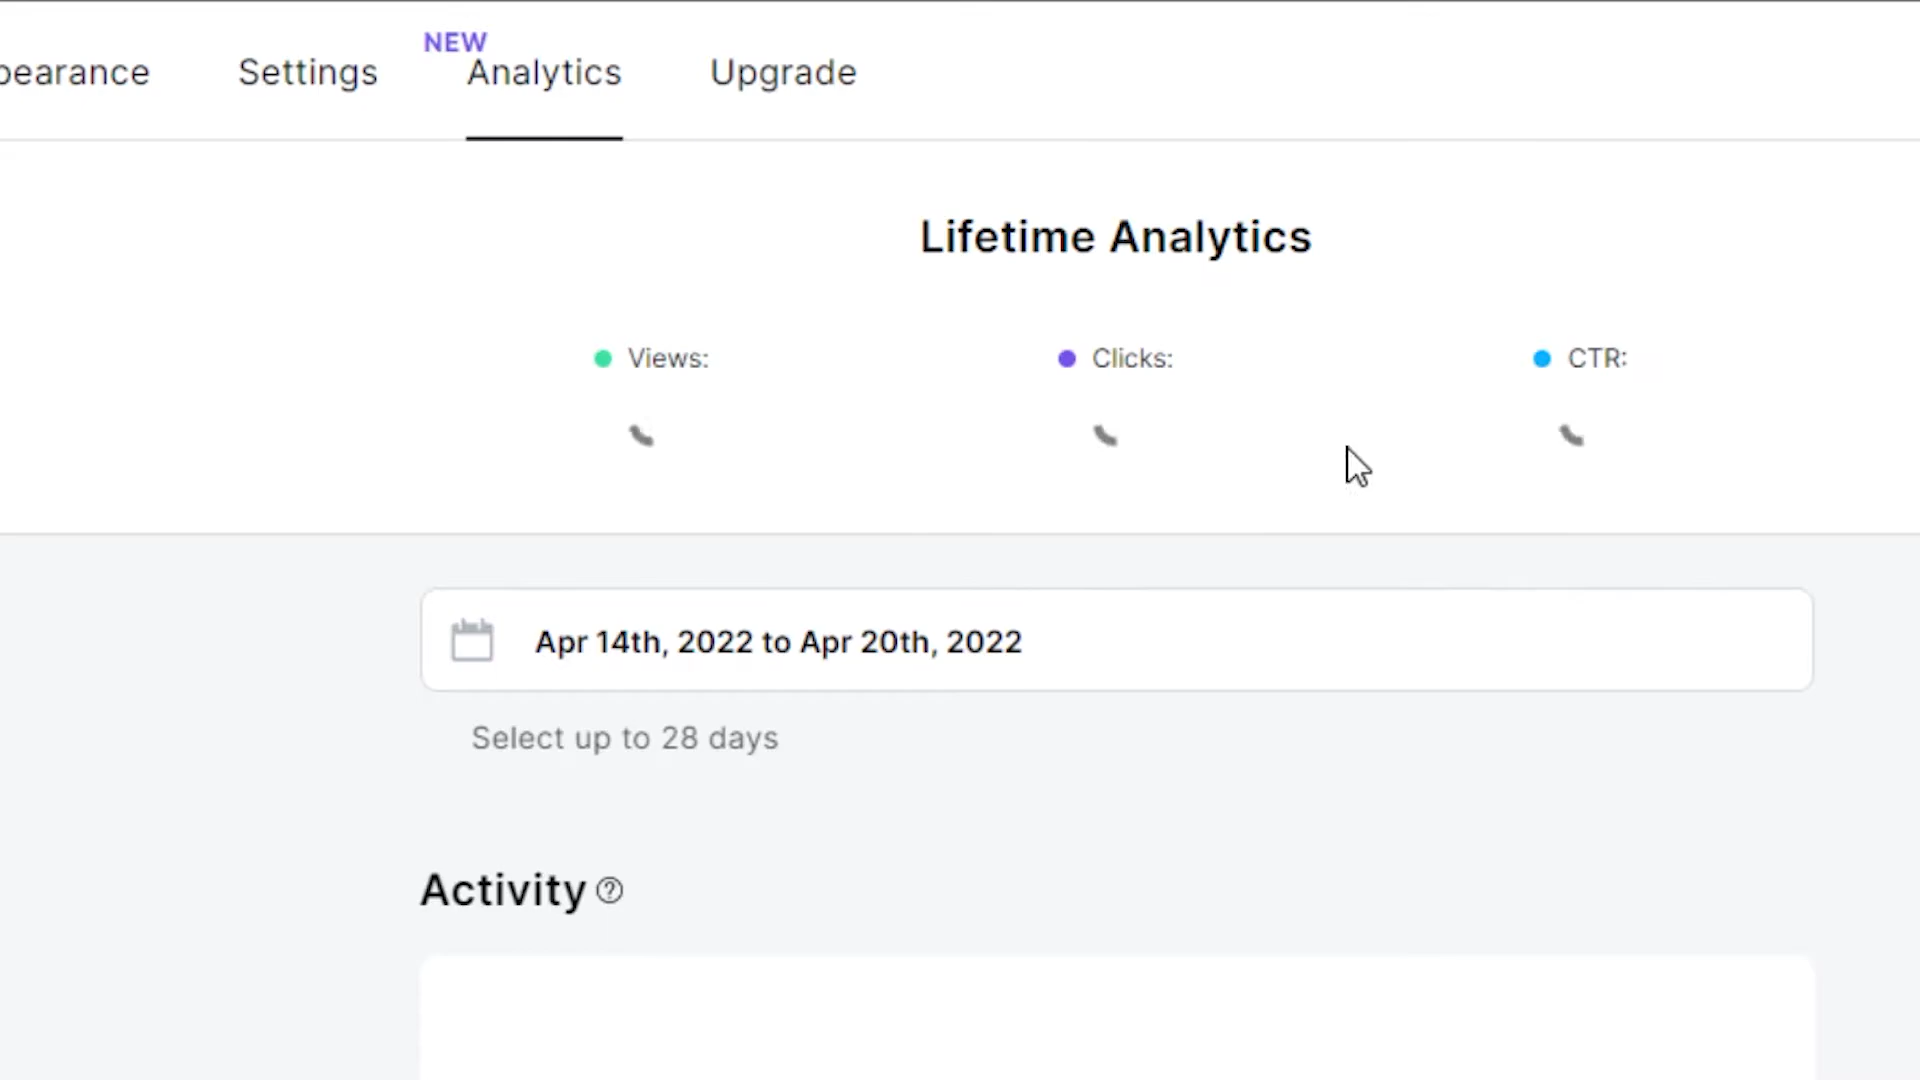 NEW
pearance Settings Analytics Upgrade
Lifetime Analytics
Views: Clicks: CTR:
Apr 14th, 2022 to Apr 20th, 2022
Select up to 28 days
Activity ?